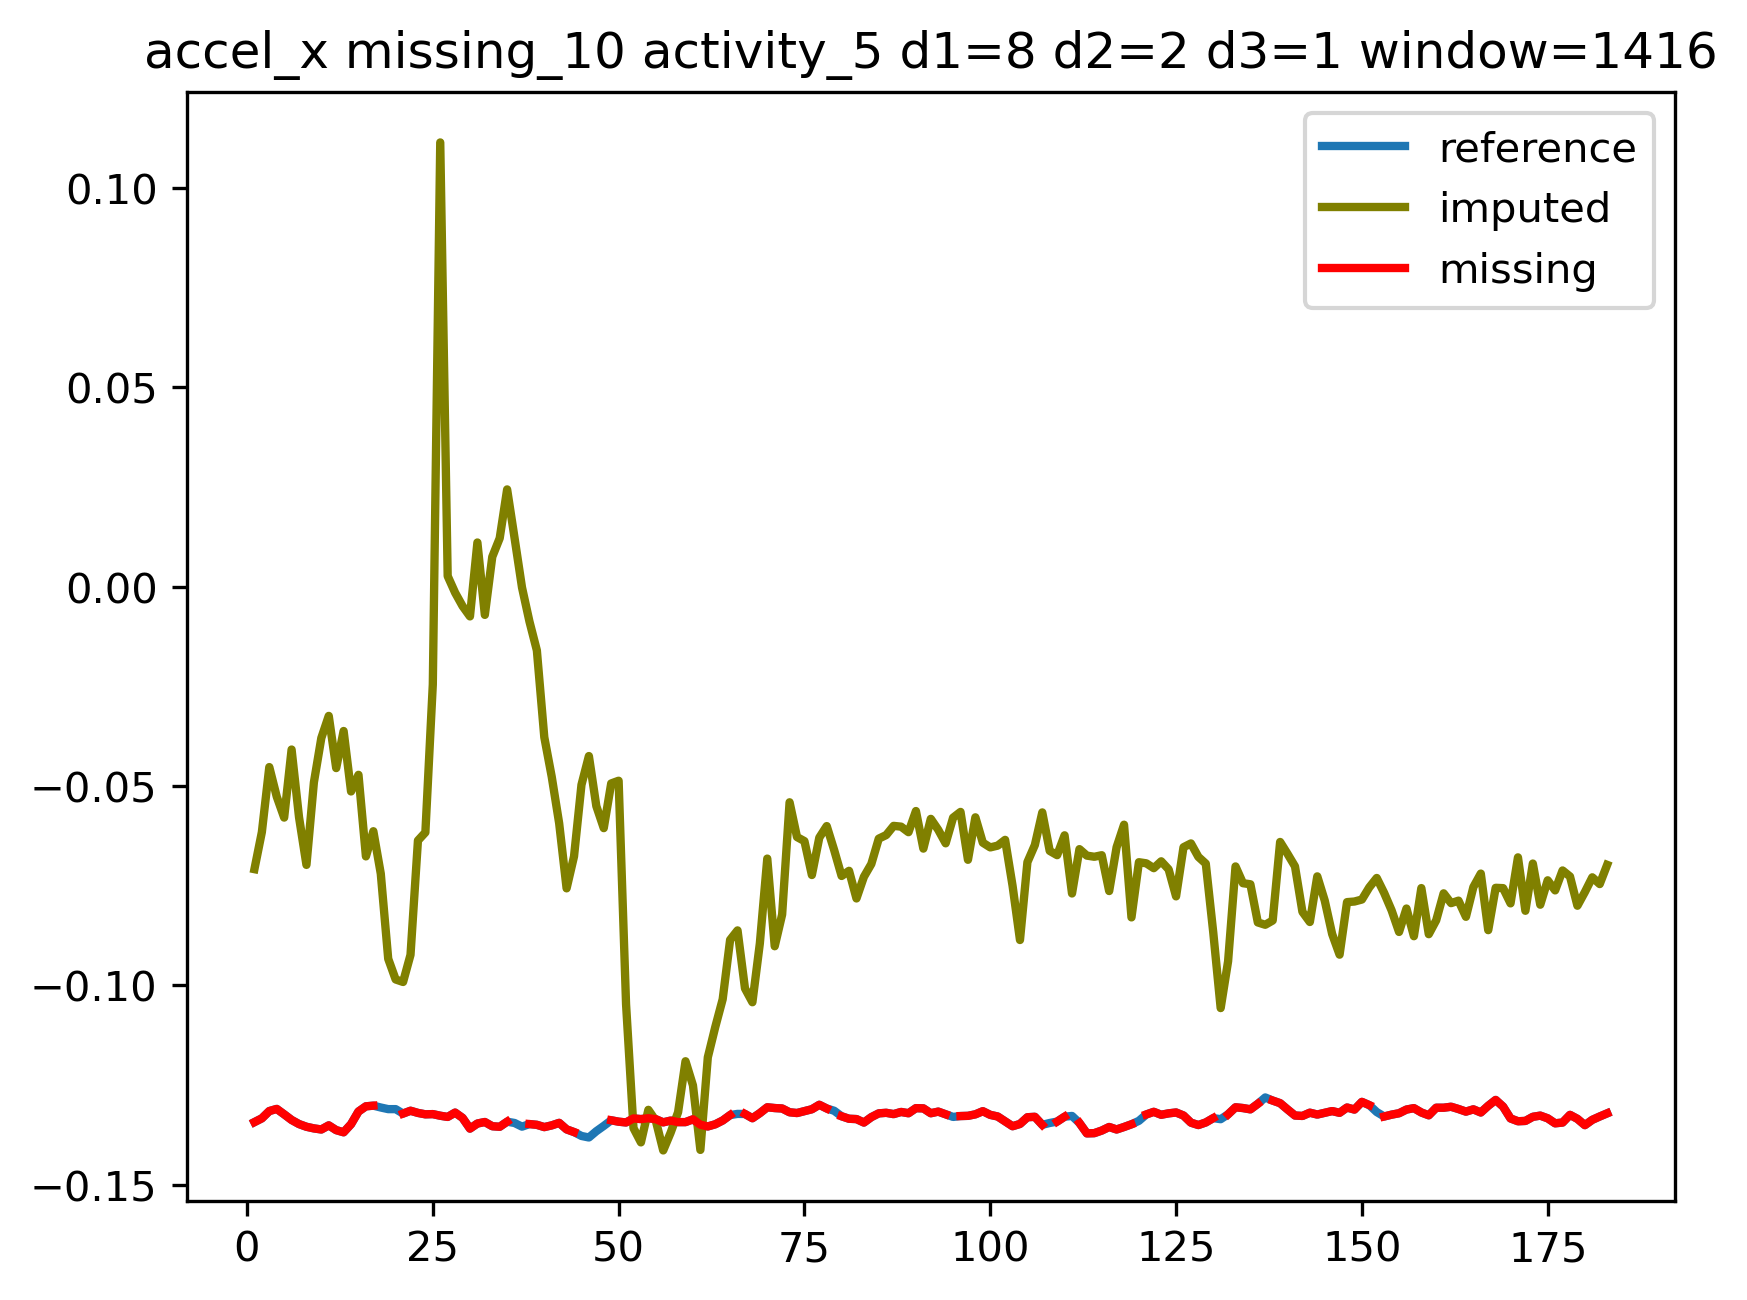 accel_x missing_10 activity_5 d1=8 d2=2 d3=1 window=1416
reference
imputed
missing
0.10
0.05
0.00
−0.05
−0.10
−0.15
0 25 50 75 100 125 150 175